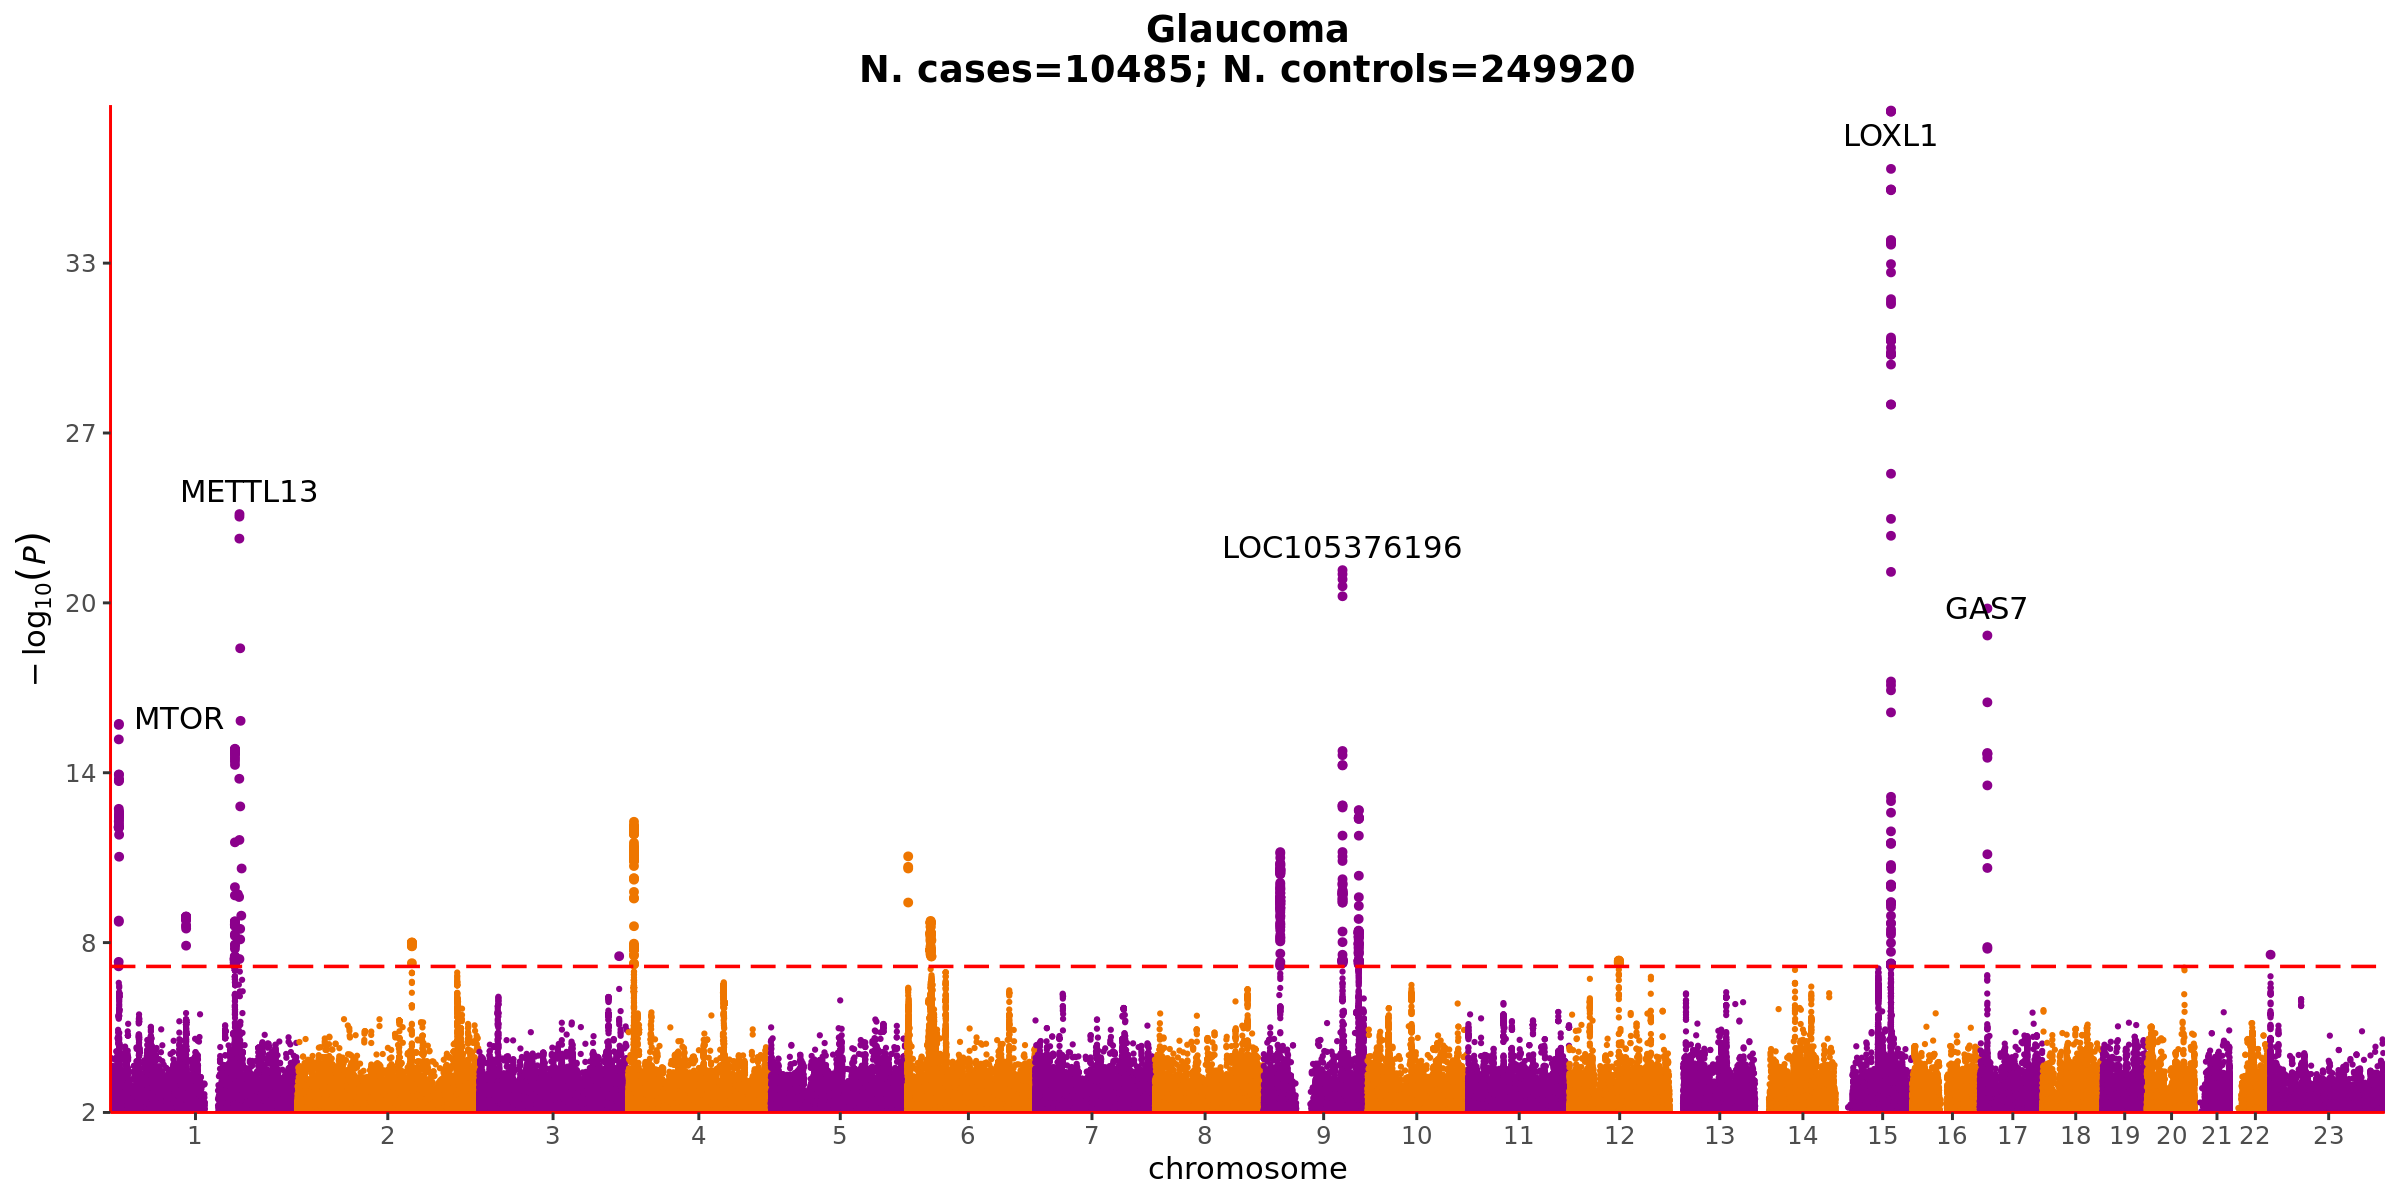 Glaucoma
N. cases=10485; N. controls=249920
LOXL1
33
27
METTL13
LOC105376196
20
GAS7
−log10(P)
MTOR
14
8
2
1 2 3 4 5 6 7 8 9 10 11 12 13 14 15 16 17 18 19 20 21 22 23
chromosome